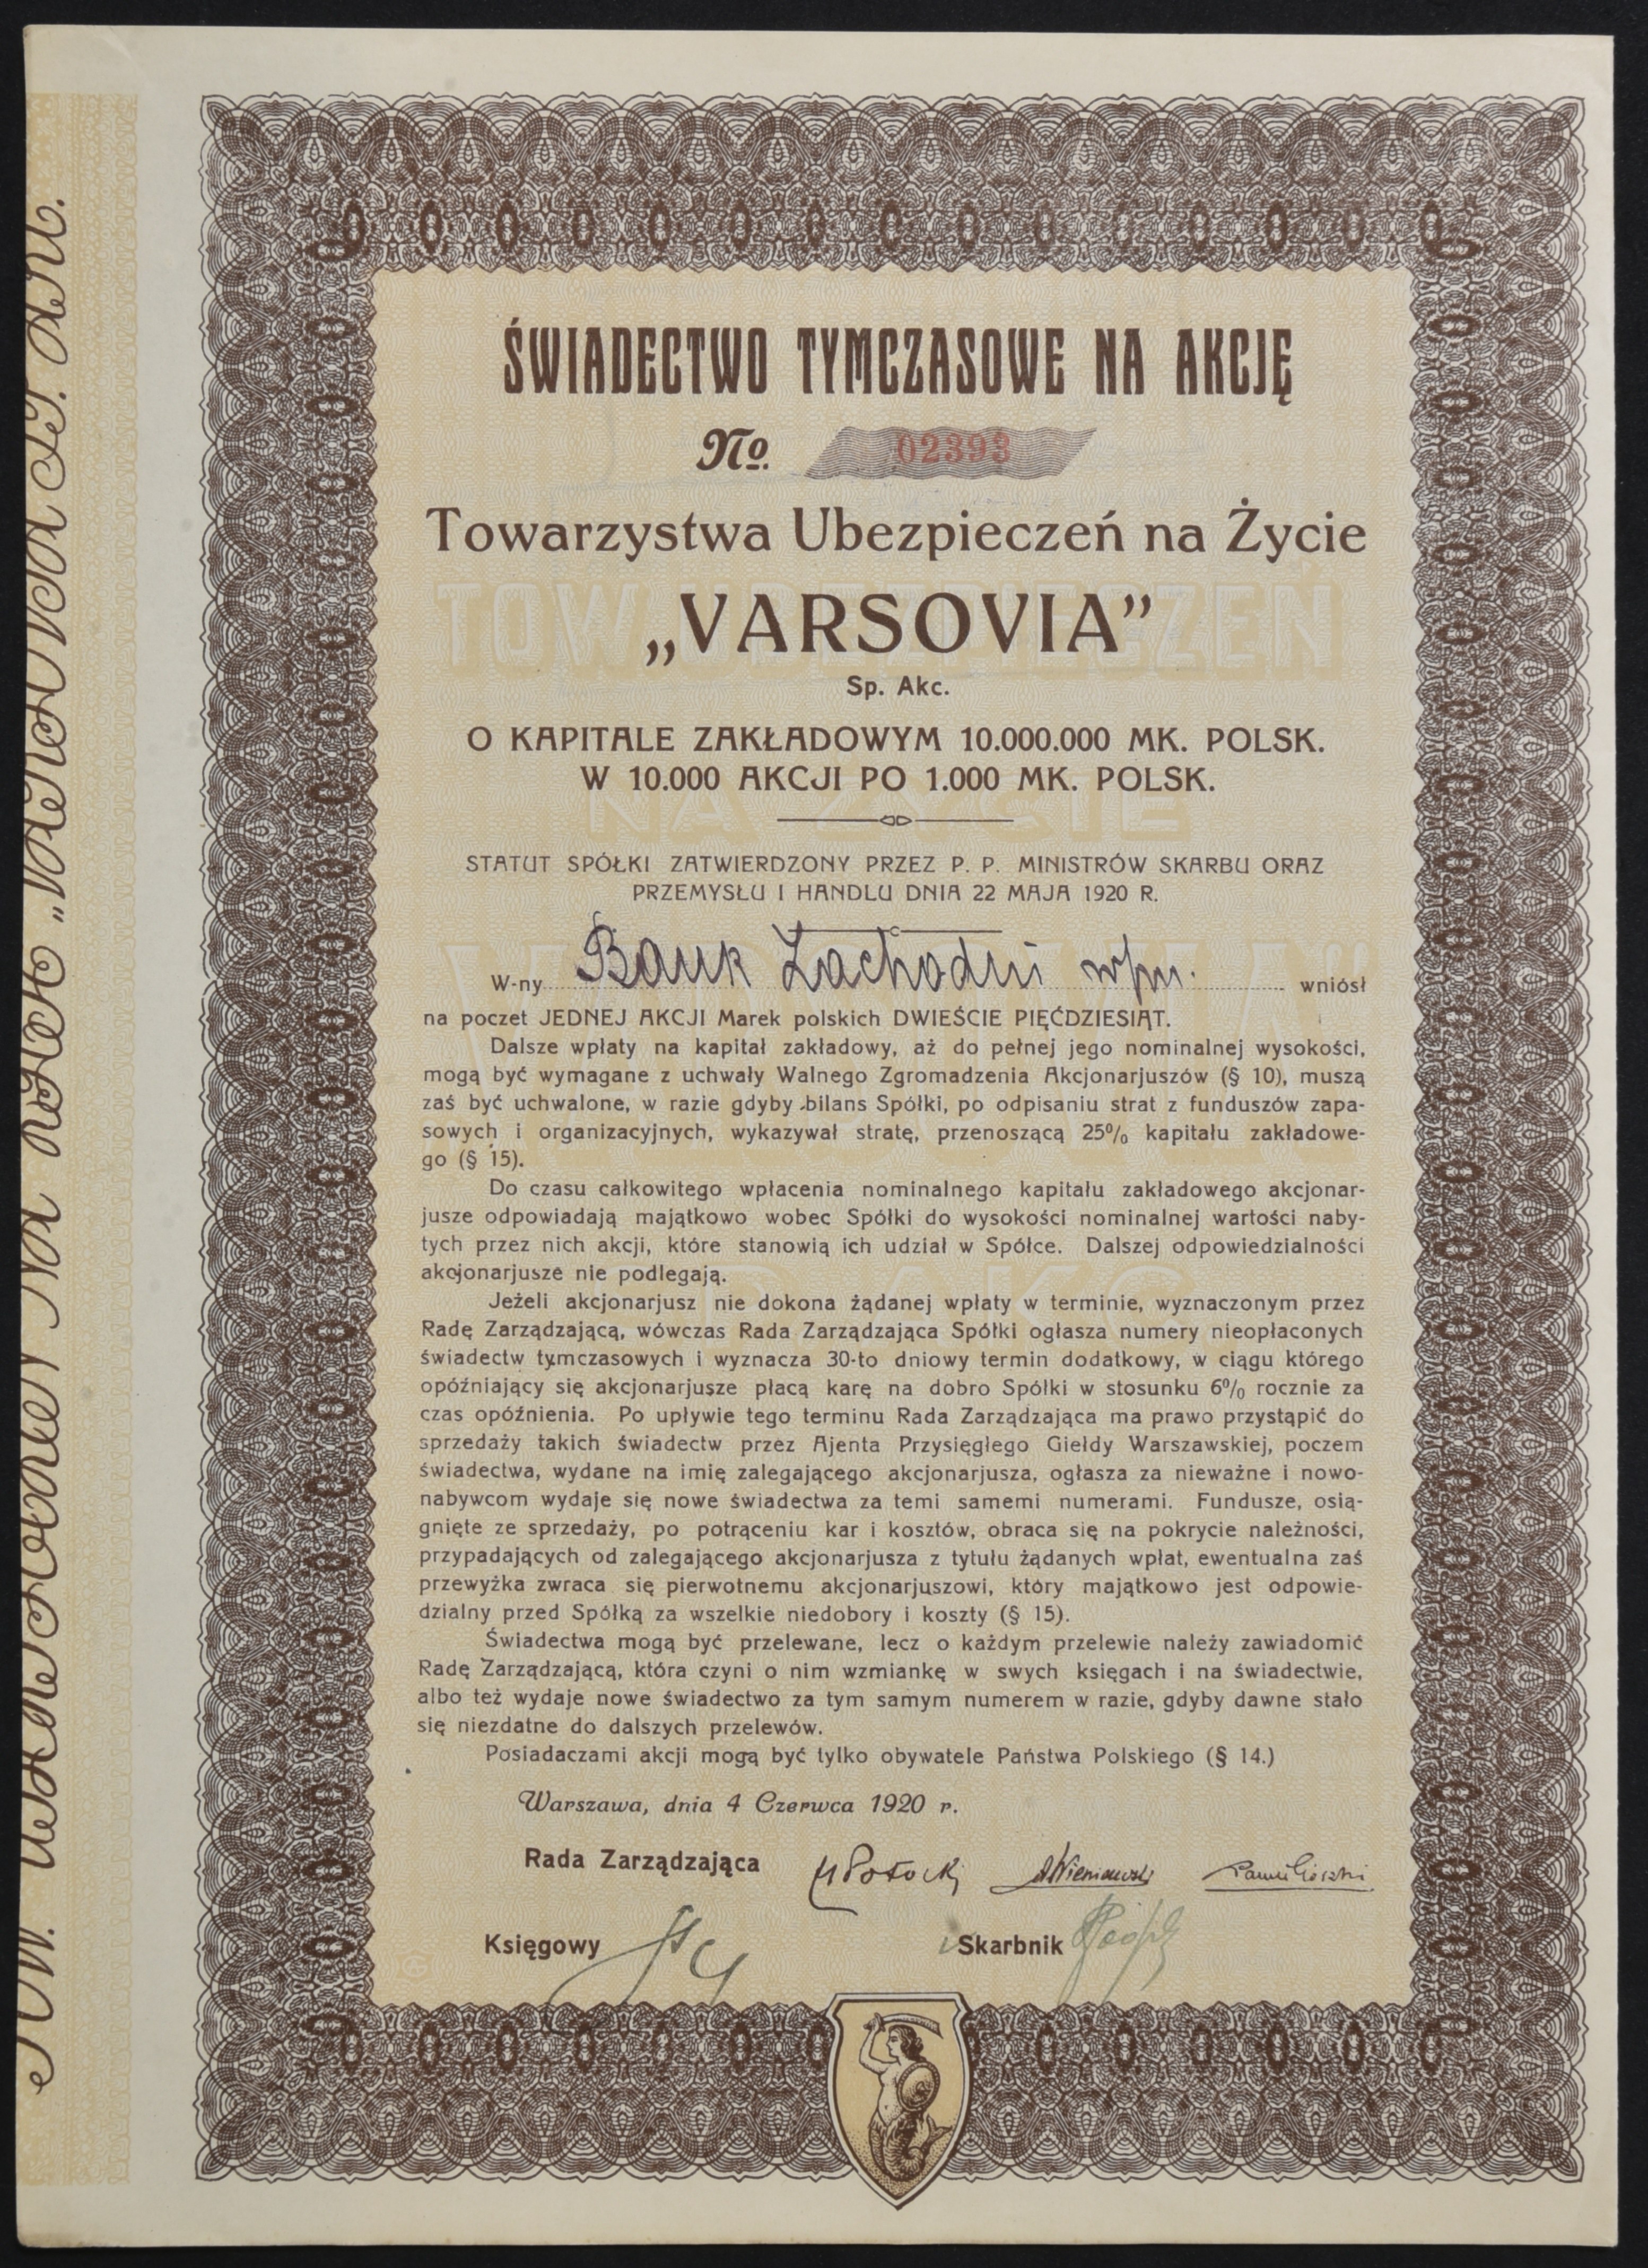 ŚWIADECTWO TYMCZASOWE NA AKCJĘ
No. 02393
Towarzystwa Ubezpieczeń na Życie
„VARSOVIA”
Sp. Akc.
O KAPITALE ZAKŁADOWYM 10.000.000 MK. POLSK.
W 10.000 AKCJI PO 1.000 MK. POLSK.
STATUT SPÓŁKI ZATWIERDZONY PRZEZ P. P. MINISTRÓW SKARBU ORAZ
PRZEMYSŁU I HANDLU DNIA 22 MAJA 1920 R.
W-ny Bank Zachodni wniósł
na poczet JEDNEJ AKCJI Marek polskich DWIEŚCIE PIĘĆDZIESIĄT.
Dalsze wpłaty na kapitał zakładowy, aż do pełnej jego nominalnej wysokości,
mogą być wymagane z uchwały Walnego Zgromadzenia Akcjonarjuszów (§ 10), muszą
zaś być uchwalone, w razie gdyby bilans Spółki, po odpisaniu strat z funduszów zapa-
sowych i organizacyjnych, wykazywał stratę, przenoszącą 25% kapitału zakładowe-
go (§ 15).
Do czasu całkowitego wpłacenia nominalnego kapitału zakładowego akcjonar-
jusze odpowiadają majątkowo wobec Spółki do wysokości nominalnej wartości naby-
tych przez nich akcji, które stanowią ich udział w Spółce. Dalszej odpowiedzialności
akcjonarjusze nie podlegają.
Jeżeli akcjonarjusz nie dokona żądanej wpłaty w terminie, wyznaczonym przez
Radę Zarządzającą, wówczas Rada Zarządzająca Spółki ogłasza numery nieopłaconych
świadectw tymczasowych i wyznacza 30-to dniowy termin dodatkowy, w ciągu którego
opóźniający się akcjonarjusze płacą karę na dobro Spółki w stosunku 6% rocznie za
czas opóźnienia. Po upływie tego terminu Rada Zarządzająca ma prawo przystąpić do
sprzedaży takich świadectw przez Ajenta Przysięgłego Giełdy Warszawskiej, poczem
świadectwa, wydane na imię zalegającego akcjonarjusza, ogłasza za nieważne i nowo-
nabywcom wydaje się nowe świadectwa za temi samemi numerami. Fundusze, osią-
gnięte ze sprzedaży, po potrąceniu kar i kosztów, obraca się na pokrycie należności,
przypadających od zalegającego akcjonarjusza z tytułu żądanych wpłat, ewentualna zaś
przewyżka zwraca się pierwotnemu akcjonarjuszowi, który majątkowo jest odpowie-
dzialny przed Spółką za wszelkie niedobory i koszty (§ 15).
Świadectwa mogą być przelewane, lecz o każdym przelewie należy zawiadomić
Radę Zarządzającą, która czyni o nim wzmiankę w swych księgach i na świadectwie,
albo też wydaje nowe świadectwo za tym samym numerem w razie, gdyby dawne stało
się niezdatne do dalszych przelewów.
Posiadaczami akcji mogą być tylko obywatele Państwa Polskiego (§ 14.)
Warszawa, dnia 4 Czerwca 1920 r.
Rada Zarządzająca
Księgowy Skarbnik
TOW. UBEZPIECZEŃ
NA ŻYCIE
„VARSOVIA”
SP. AKC.